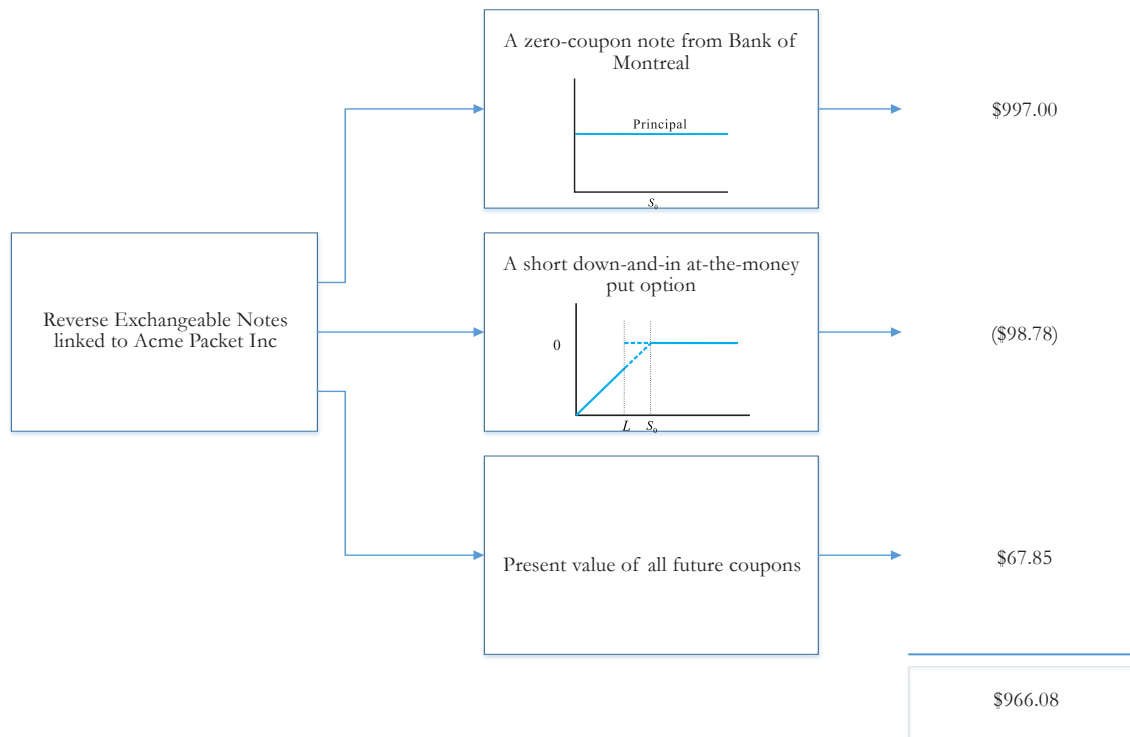 A zero-coupon note from Bank of
Montreal
Principal
S₀
$997.00
Reverse Exchangeable Notes
linked to Acme Packet Inc
A short down-and-in at-the-money
put option
0
L S₀
($98.78)
Present value of all future coupons
$67.85
$966.08